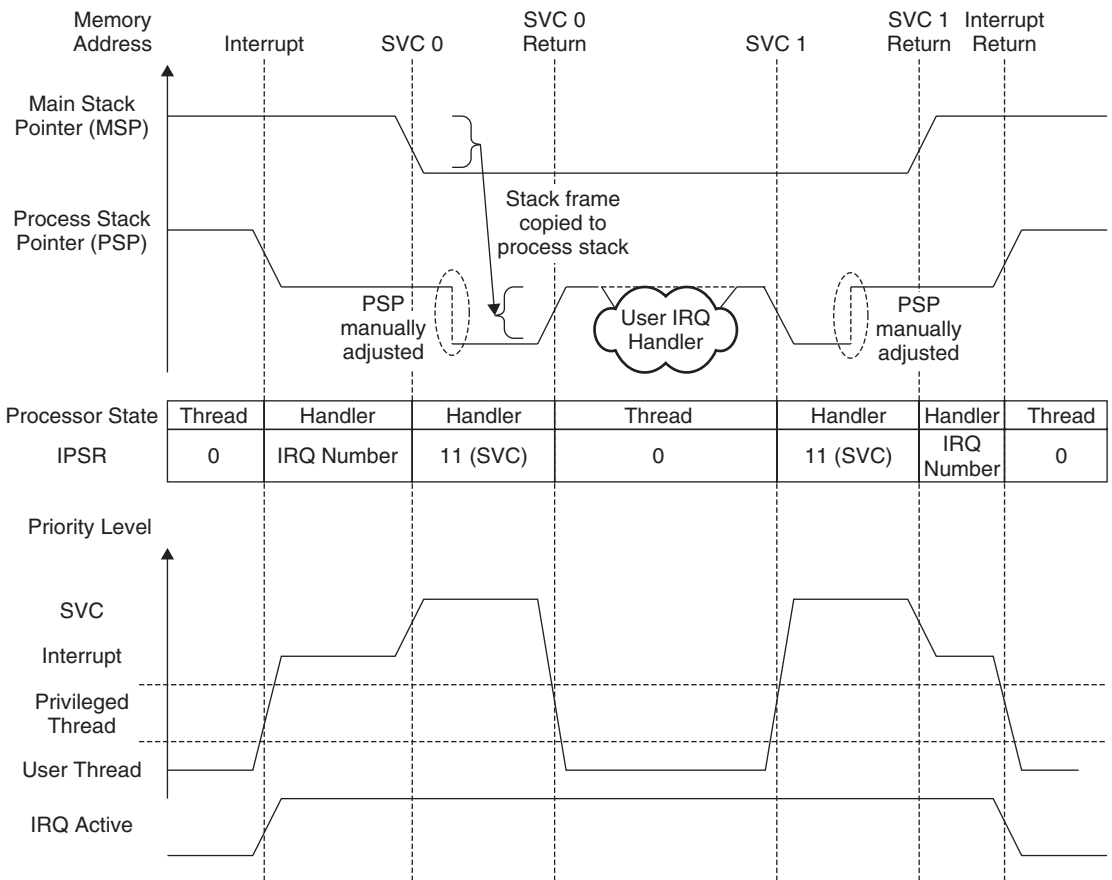 Memory
Address
Interrupt
SVC 0
SVC 0
Return
SVC 1
SVC 1
Return
Interrupt
Return
Main Stack
Pointer (MSP)
Stack frame
copied to
process stack
Process Stack
Pointer (PSP)
PSP
manually
adjusted
User IRQ
Handler
PSP
manually
adjusted
Processor State Thread Handler Handler Thread Handler Handler Thread
IPSR 0 IRQ Number 11 (SVC) 0 11 (SVC) IRQ Number 0
Priority Level
SVC
Interrupt
Privileged
Thread
User Thread
IRQ Active